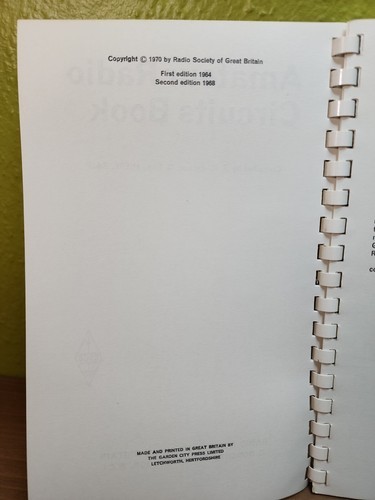 Copyright © 1970 by Radio Society of Great Britain
First edition 1964
Second edition 1968
MADE AND PRINTED IN GREAT BRITAIN BY
THE GARDEN CITY PRESS LIMITED
LETCHWORTH, HERTFORDSHIRE